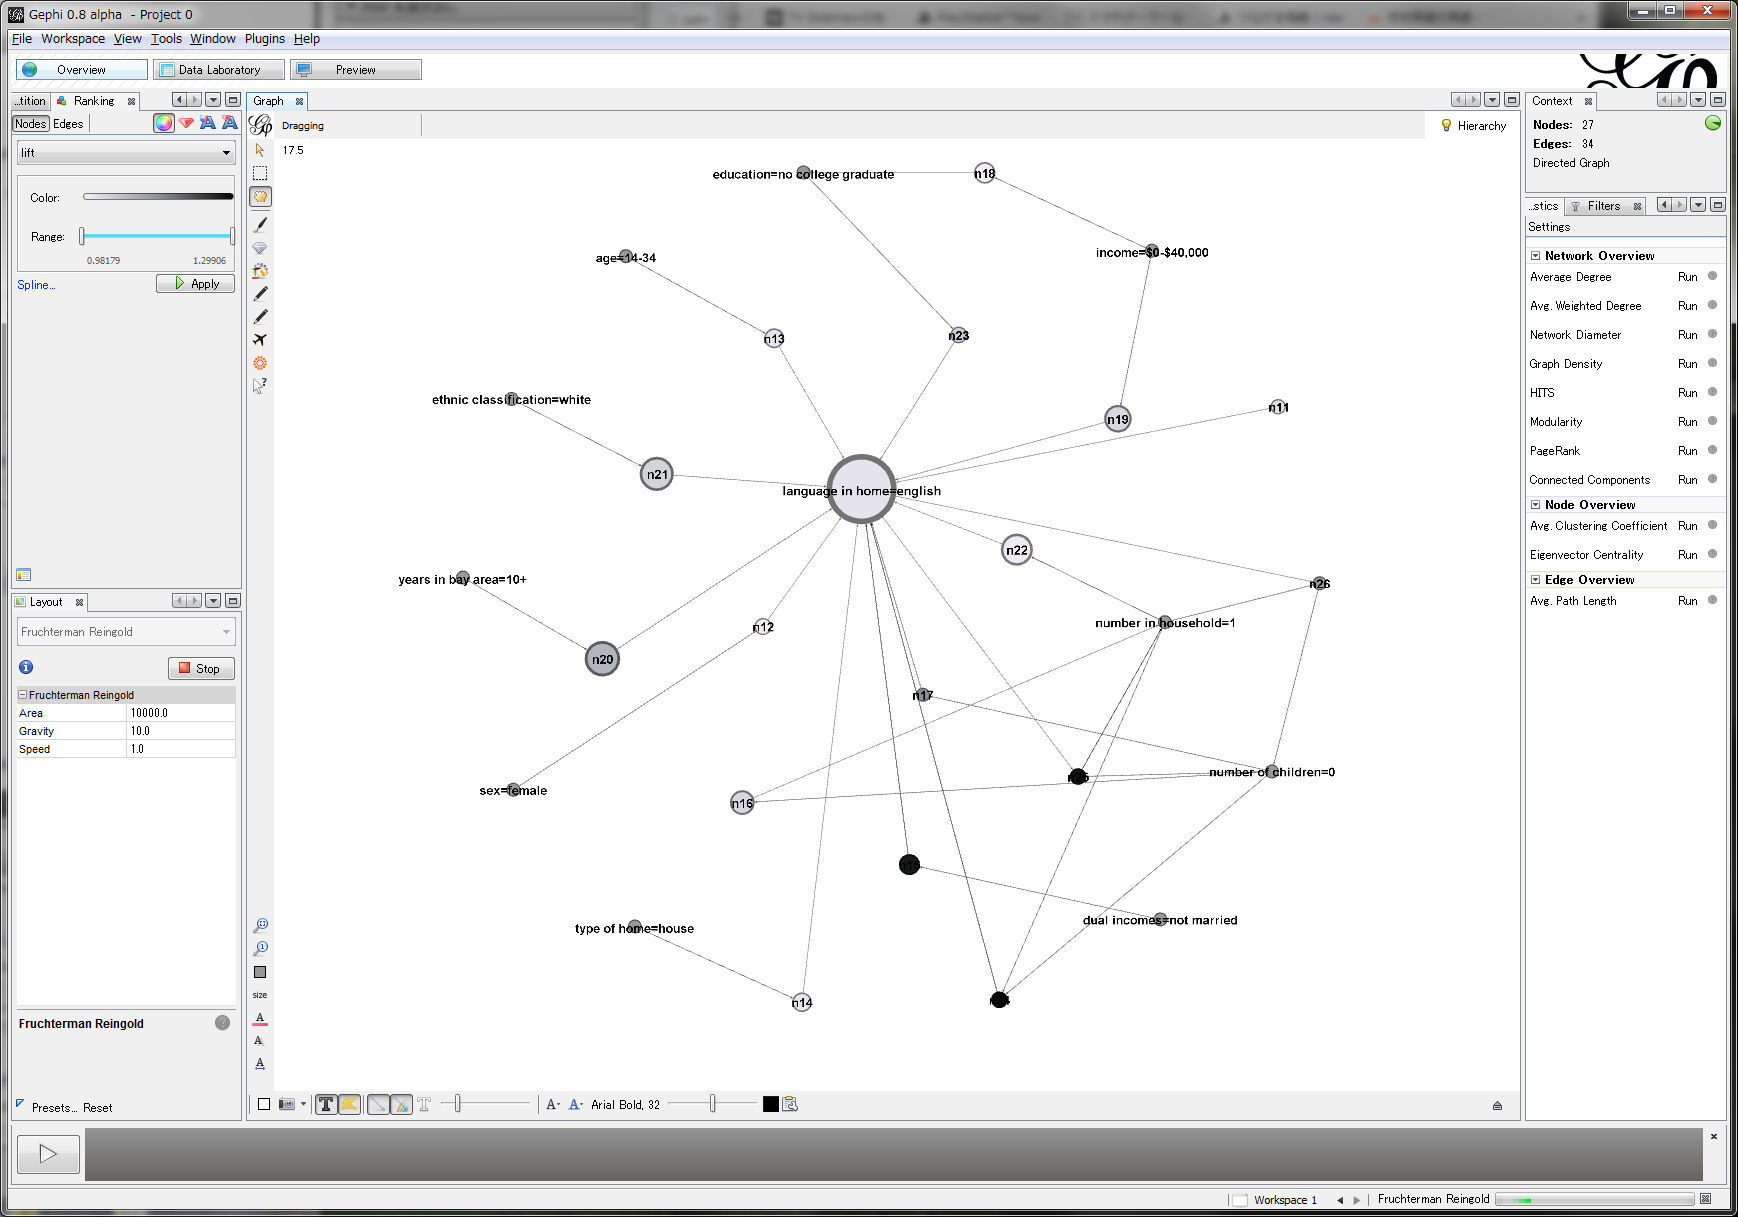 Gephi 0.8 alpha - Project 0
File Workspace View Tools Window Plugins Help
Overview Data Laboratory Preview
...tition Ranking
Nodes Edges
lift
Color:
Range:
0.98179 1.29906
Spline... Apply
Layout
Fruchterman Reingold
Stop
Fruchterman Reingold
Area 10000.0
Gravity 10.0
Speed 1.0
Fruchterman Reingold
Presets... Reset
Graph
Dragging
Hierarchy
17.5
education=no college graduate
n18
income=$0-$40,000
age=14-34
n13
n23
ethnic classification=white
n19
n11
n21
language in home=english
n22
years in bay area=10+
n26
n12
number in household=1
n20
n17
number of children=0
n25
sex=female
n16
n15
dual incomes=not married
type of home=house
n14
n24
size
Arial Bold, 32
Context
Nodes: 27
Edges: 34
Directed Graph
...stics Filters
Settings
Network Overview
Average Degree Run
Avg. Weighted Degree Run
Network Diameter Run
Graph Density Run
HITS Run
Modularity Run
PageRank Run
Connected Components Run
Node Overview
Avg. Clustering Coefficient Run
Eigenvector Centrality Run
Edge Overview
Avg. Path Length Run
Workspace 1
Fruchterman Reingold